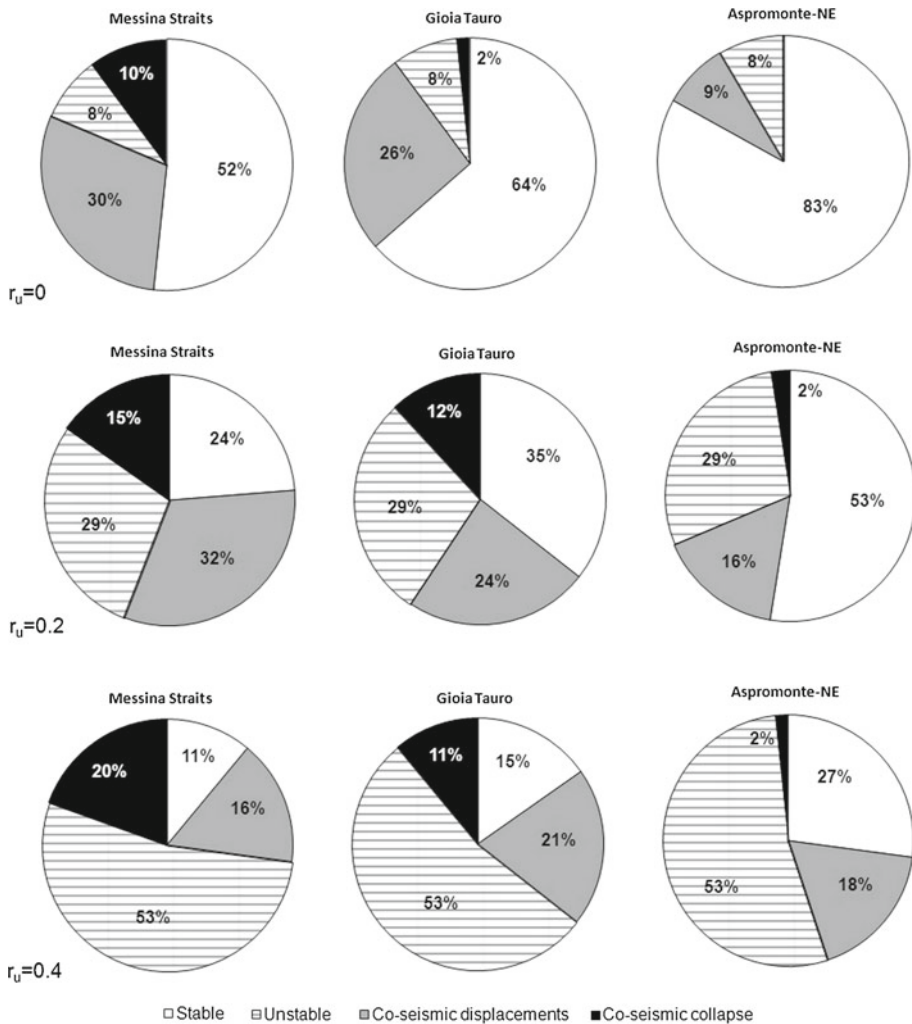 Messina Straits
Gioia Tauro
Aspromonte-NE
10%
8%
30%
52%
2%
8%
26%
64%
8%
9%
83%
r_u=0
Messina Straits
Gioia Tauro
Aspromonte-NE
15%
24%
29%
32%
12%
35%
29%
24%
2%
29%
53%
16%
r_u=0.2
Messina Straits
Gioia Tauro
Aspromonte-NE
20%
11%
16%
53%
11%
15%
21%
53%
2%
27%
53%
18%
r_u=0.4
Stable Unstable Co-seismic displacements Co-seismic collapse